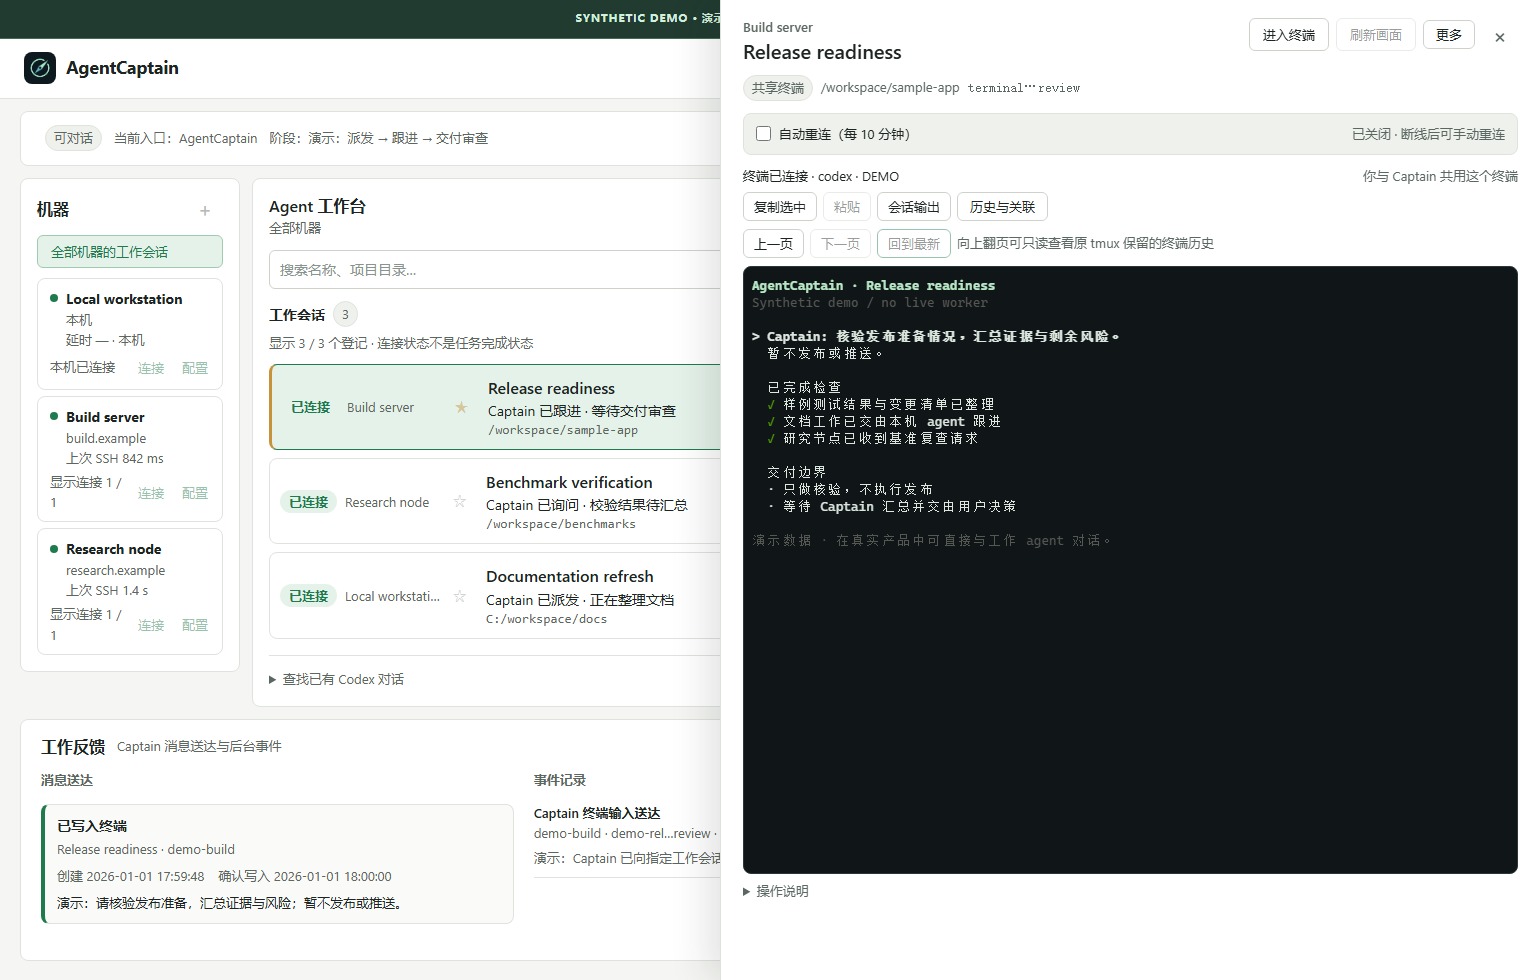 SYNTHETIC DEMO • 演示
AgentCaptain
可对话 当前入口：AgentCaptain 阶段：演示：派发 → 跟进 → 交付审查
机器 +
全部机器的工作会话
Local workstation
本机
延时 — · 本机
本机已连接 连接 配置
Build server
build.example
上次 SSH 842 ms
显示连接 1 /
1 连接 配置
Research node
research.example
上次 SSH 1.4 s
显示连接 1 /
1 连接 配置
Agent 工作台
全部机器
搜索名称、项目目录...
工作会话 3
显示 3 / 3 个登记 · 连接状态不是任务完成状态
已连接 Build server ★ Release readiness
Captain 已跟进 · 等待交付审查
/workspace/sample-app
已连接 Research node ☆ Benchmark verification
Captain 已询问 · 校验结果待汇总
/workspace/benchmarks
已连接 Local workstati... ☆ Documentation refresh
Captain 已派发 · 正在整理文档
C:/workspace/docs
▶ 查找已有 Codex 对话
工作反馈 Captain 消息送达与后台事件
消息送达
已写入终端
Release readiness · demo-build
创建 2026-01-01 17:59:48 确认写入 2026-01-01 18:00:00
演示：请核验发布准备，汇总证据与风险；暂不发布或推送。
事件记录
Captain 终端输入送达
demo-build · demo-rel...review ·
演示：Captain 已向指定工作会话
Build server
Release readiness
进入终端 刷新画面 更多 ×
共享终端 /workspace/sample-app terminal…review
自动重连（每 10 分钟） 已关闭 · 断线后可手动重连
终端已连接 · codex · DEMO 你与 Captain 共用这个终端
复制选中 粘贴 会话输出 历史与关联
上一页 下一页 回到最新 向上翻页可只读查看原 tmux 保留的终端历史
AgentCaptain · Release readiness
Synthetic demo / no live worker
> Captain: 核验发布准备情况，汇总证据与剩余风险。
暂不发布或推送。
已完成检查
✓ 样例测试结果与变更清单已整理
✓ 文档工作已交由本机 agent 跟进
✓ 研究节点已收到基准复查请求
交付边界
· 只做核验，不执行发布
· 等待 Captain 汇总并交由用户决策
演示数据 · 在真实产品中可直接与工作 agent 对话。
▶ 操作说明